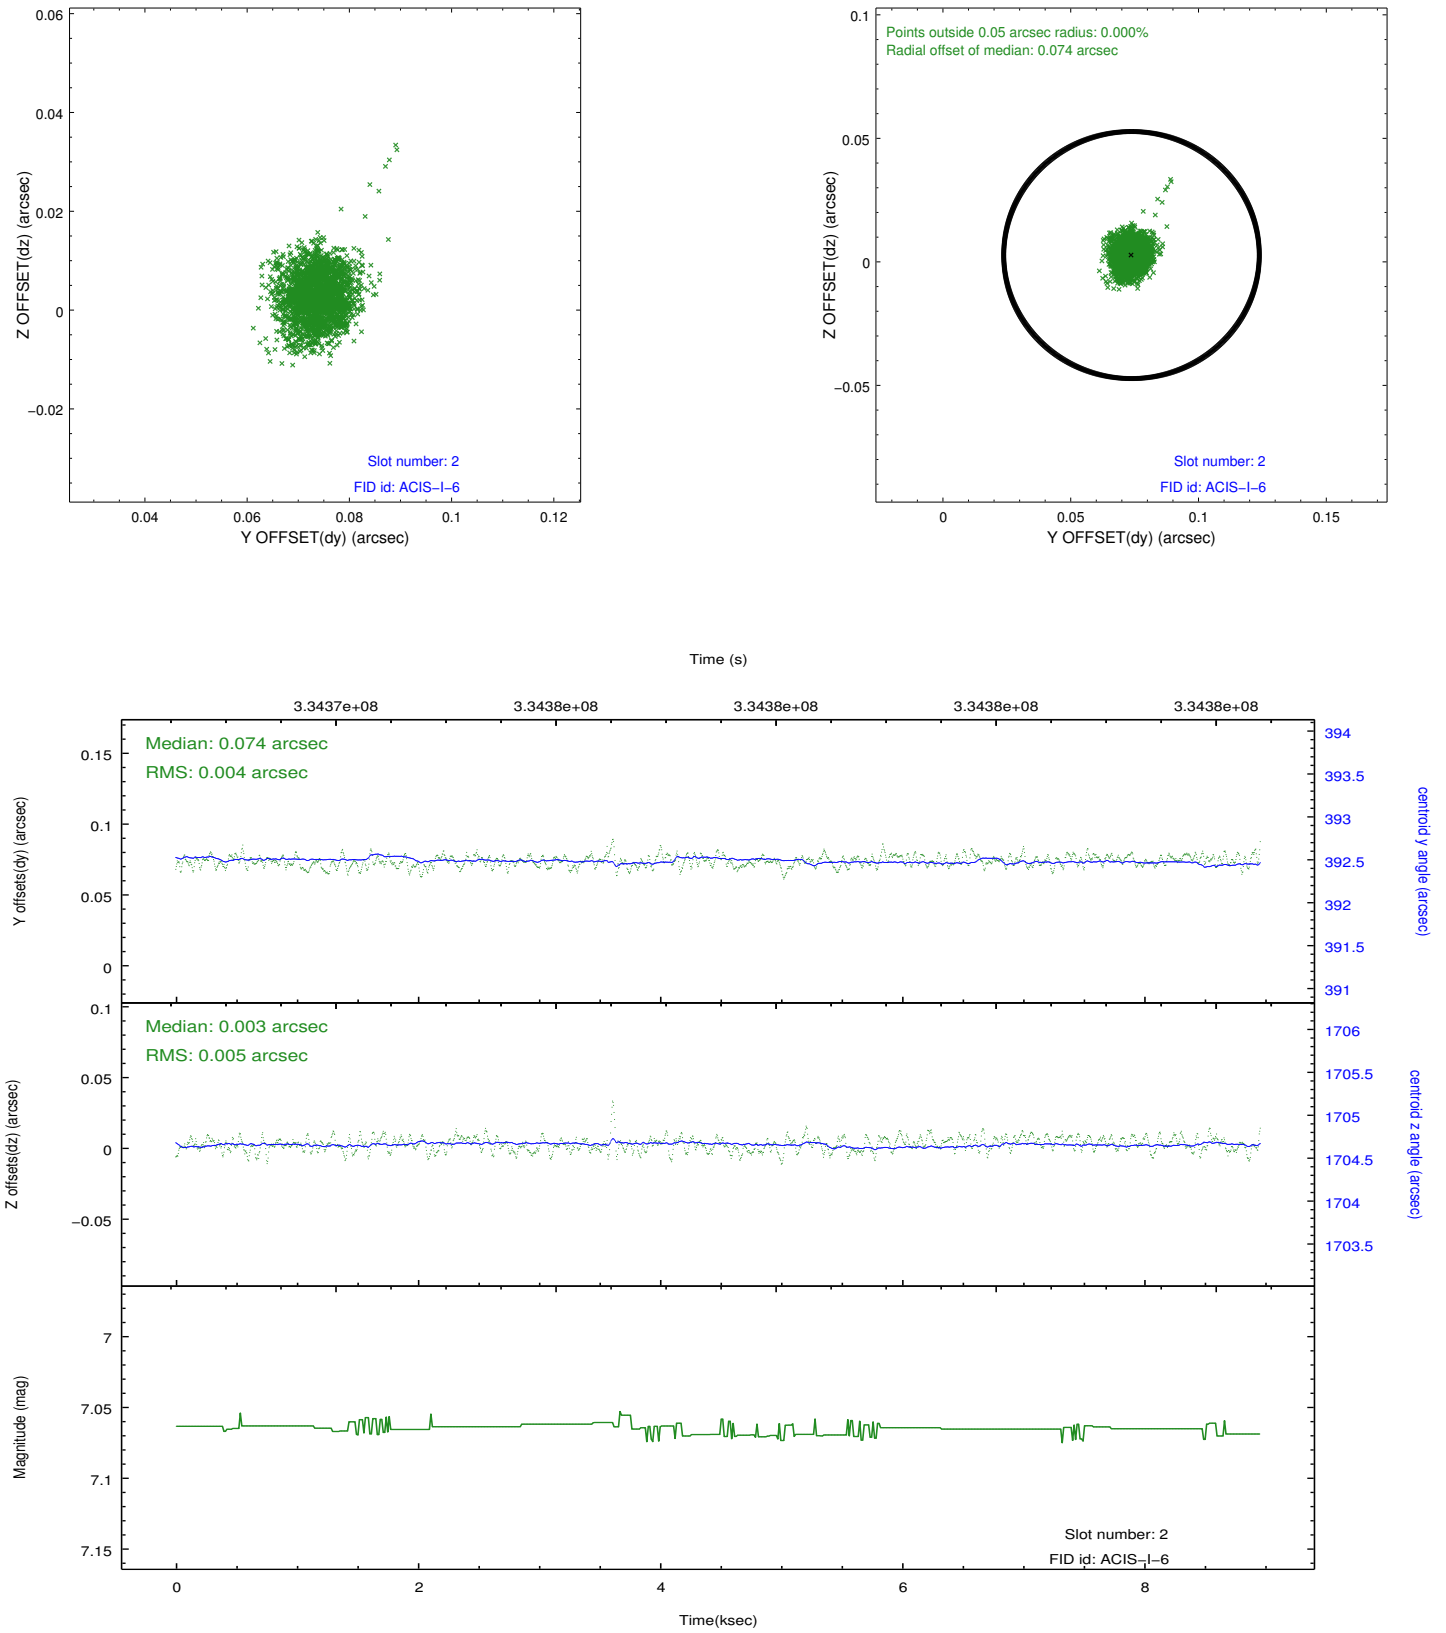 0.06
0.04
0.02
0
−0.02
Z OFFSET(dz) (arcsec)
Slot number: 2
FID id: ACIS−I−6
0.04 0.06 0.08 0.1 0.12
Y OFFSET(dy) (arcsec)
Points outside 0.05 arcsec radius: 0.000%
Radial offset of median: 0.074 arcsec
0.1
0.05
0
−0.05
Z OFFSET(dz) (arcsec)
Slot number: 2
FID id: ACIS−I−6
0 0.05 0.1 0.15
Y OFFSET(dy) (arcsec)
Time (s)
3.3437e+08 3.3438e+08 3.3438e+08 3.3438e+08 3.3438e+08
Median: 0.074 arcsec
RMS: 0.004 arcsec
0.15
0.1
0.05
0
Y offsets(dy) (arcsec)
394
393.5
393
392.5
392
391.5
391
centroid y angle (arcsec)
Median: 0.003 arcsec
RMS: 0.005 arcsec
0.1
0.05
0
−0.05
Z offsets(dz) (arcsec)
1706
1705.5
1705
1704.5
1704
1703.5
centroid z angle (arcsec)
7
7.05
7.1
7.15
Magnitude (mag)
Slot number: 2
FID id: ACIS−I−6
0 2 4 6 8
Time(ksec)